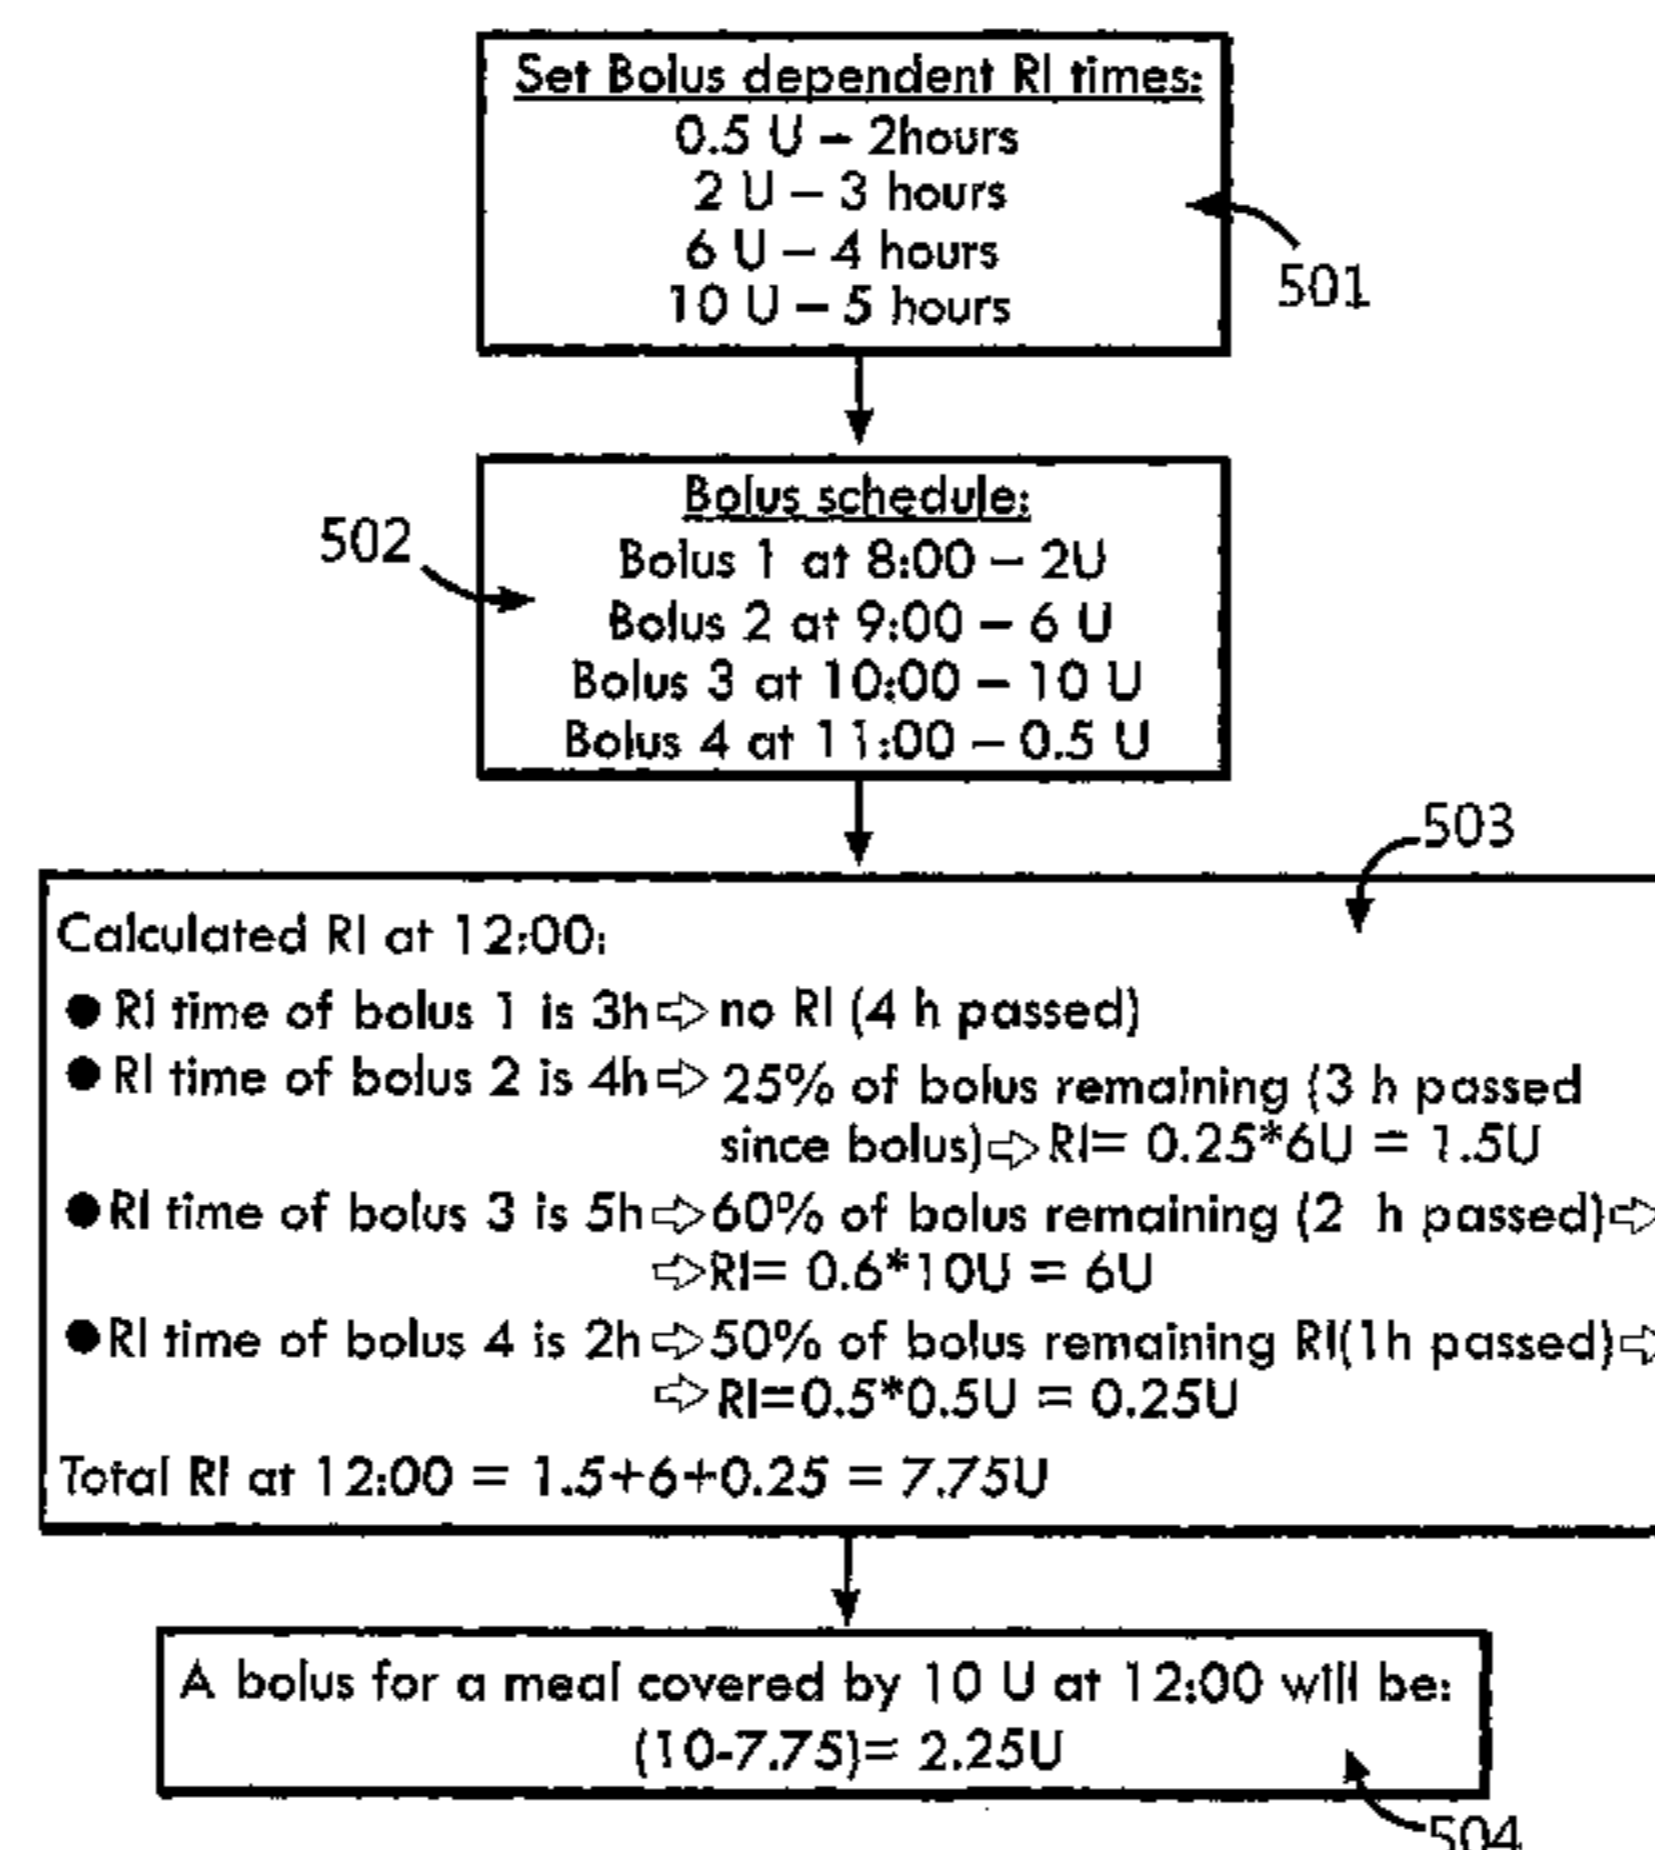 Set Bolus dependent RI times:
0.5 U – 2hours
2 U – 3 hours
6 U – 4 hours
10 U – 5 hours
501
Bolus schedule:
502
Bolus 1 at 8:00 – 2U
Bolus 2 at 9:00 – 6 U
Bolus 3 at 10:00 – 10 U
Bolus 4 at 11:00 – 0.5 U
503
Calculated RI at 12:00:
● RI time of bolus 1 is 3h ⇨ no RI (4 h passed)
● RI time of bolus 2 is 4h ⇨ 25% of bolus remaining (3 h passed
since bolus) ⇨ RI= 0.25*6U = 1.5U
● RI time of bolus 3 is 5h ⇨ 60% of bolus remaining (2 h passed) ⇨
⇨ RI= 0.6*10U = 6U
● RI time of bolus 4 is 2h ⇨ 50% of bolus remaining RI(1h passed) ⇨
⇨ RI=0.5*0.5U = 0.25U
Total RI at 12:00 = 1.5+6+0.25 = 7.75U
A bolus for a meal covered by 10 U at 12:00 will be:
(10-7.75)= 2.25U
504